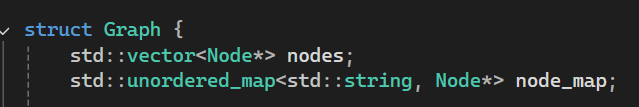 struct Graph {
std::vector<Node*> nodes;
std::unordered_map<std::string, Node*> node_map;